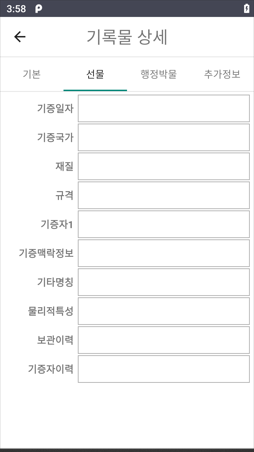 3:58
기록물 상세
기본 선물 행정박물 추가정보
기증일자
기증국가
재질
규격
기증자1
기증맥락정보
기타명칭
물리적특성
보관이력
기증자이력